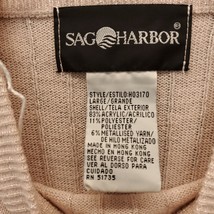 SAG HARBOR®
STYLE/ESTILO:H03170
LARGE/GRANDE
SHELL/TELA EXTERIOR
83% ACRYLIC/ACRILICO
11% POLYESTER/
POLIESTER
6% METALLISED YARN/
DE HILO METALIZADO
MADE IN HONG KONG
HECHO EN HONG KONG
SEE REVERSE FOR CARE
VER AL DORSO PARA
CUIDADO
RN 51735